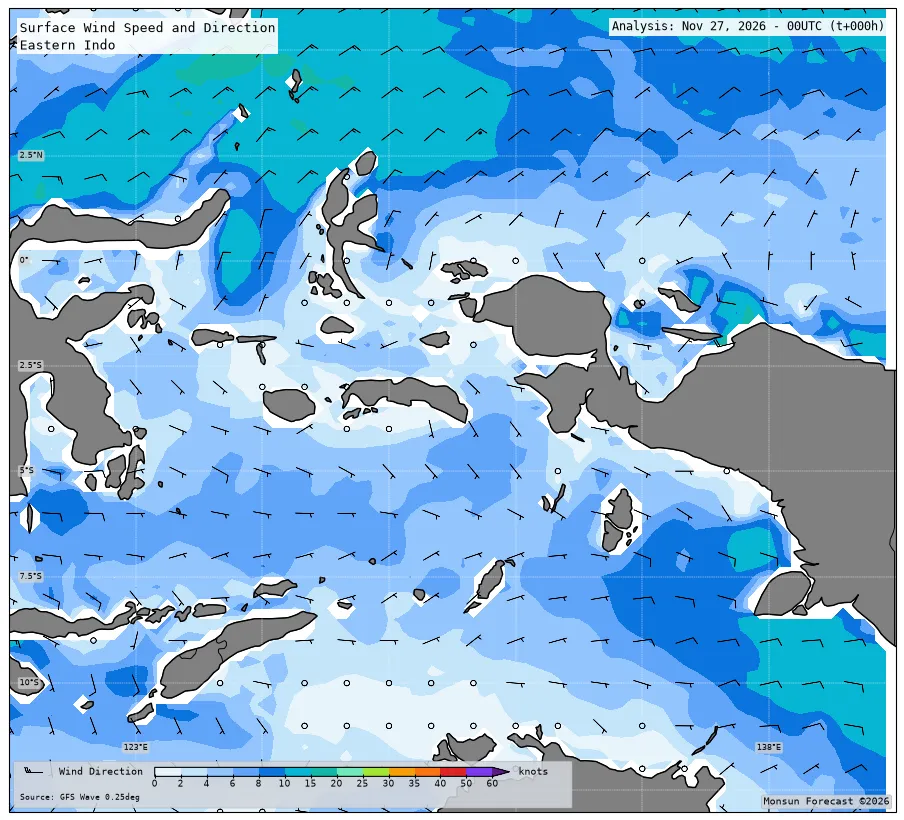 Surface Wind Speed and Direction
Eastern Indo
Analysis: Nov 27, 2026 - 00UTC (t+000h)
2.5°N
0°
2.5°S
5°S
7.5°S
10°S
123°E
138°E
Wind Direction
0 2 4 6 8 10 15 20 25 30 35 40 50 60
knots
Source: GFS Wave 0.25deg
Monsun Forecast ©2026